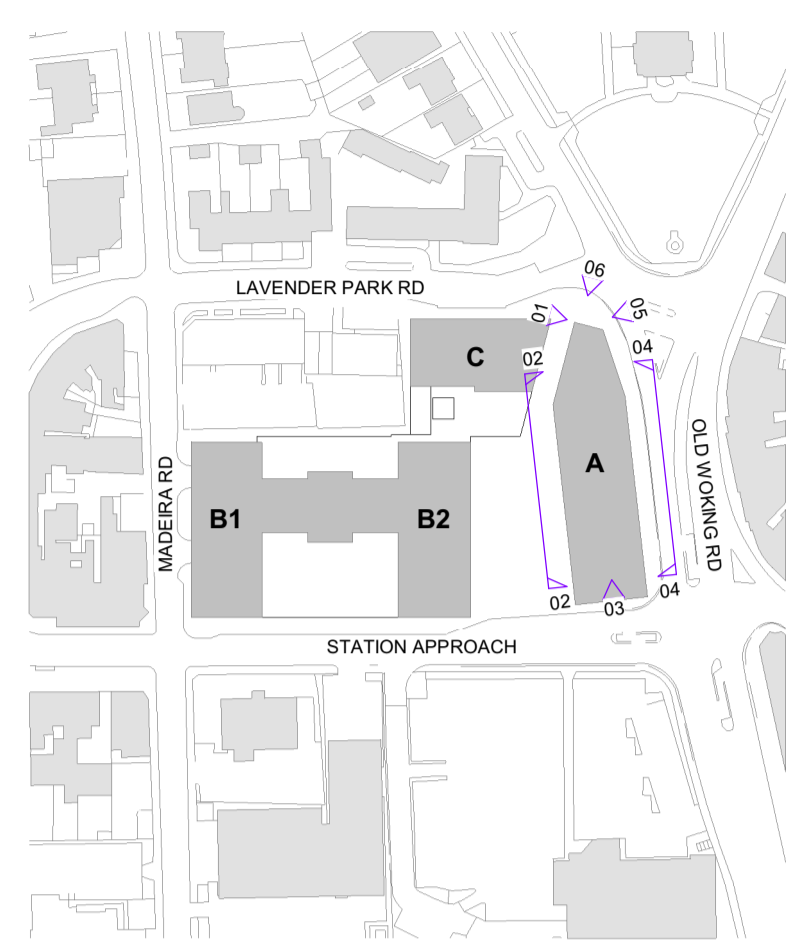 06
LAVENDER PARK RD
01
05
04
C
02
OLD WOKING RD
A
MADEIRA RD
B1
B2
02
03
04
STATION APPROACH